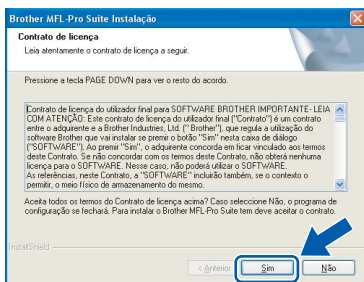 Brother MFL-Pro Suite Instalação
Contrato de licença
Leia atentamente o contrato de licença a seguir.
Pressione a tecla PAGE DOWN para ver o resto do acordo.
Contrato de licença do utilizador final para SOFTWARE BROTHER IMPORTANTE- LEIA
COM ATENÇÃO: Este contrato de licença do utilizador final ("Contrato") é um contrato
entre o adquirente e a Brother Industries, Ltd. ("Brother"), que regula a utilização do
software Brother que vai instalar se premir o botão "Sim" nesta caixa de diálogo
("SOFTWARE"). Ao premir "Sim", o adquirente concorda em ficar vinculado aos termos
deste Contrato. Se não concordar com os termos deste Contrato, não obterá nenhuma
licença para o SOFTWARE. Nesse caso, não poderá utilizar o SOFTWARE.
As referências, neste Contrato, a "SOFTWARE" incluirão também, se o contexto o
permitir, o meio físico de armazenamento do mesmo.
Aceita todos os termos do Contrato de licença acima? Caso seleccione Não, o programa de
configuração se fechará. Para instalar o Brother MFL-Pro Suite tem deve aceitar o contrato.
InstallShield
< Anterior Sim Não